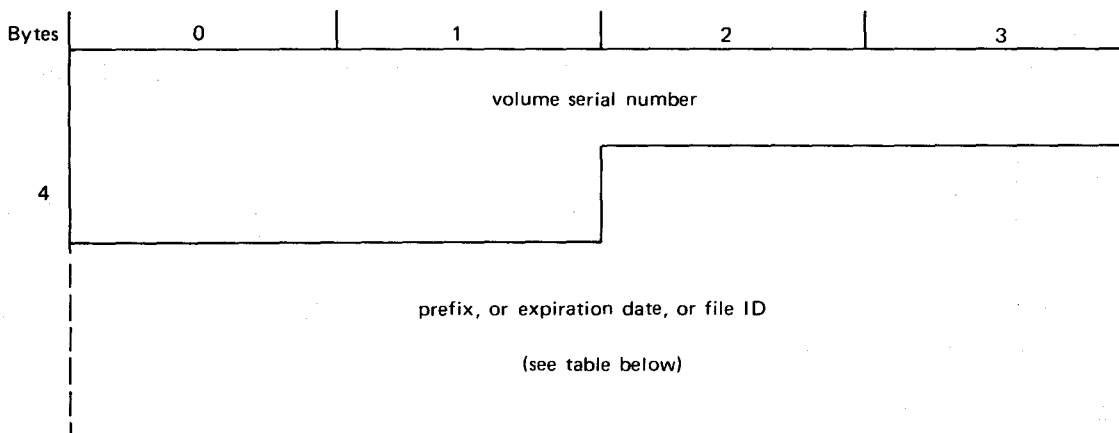 Bytes 0 1 2 3
volume serial number
4
prefix, or expiration date, or file ID
(see table below)